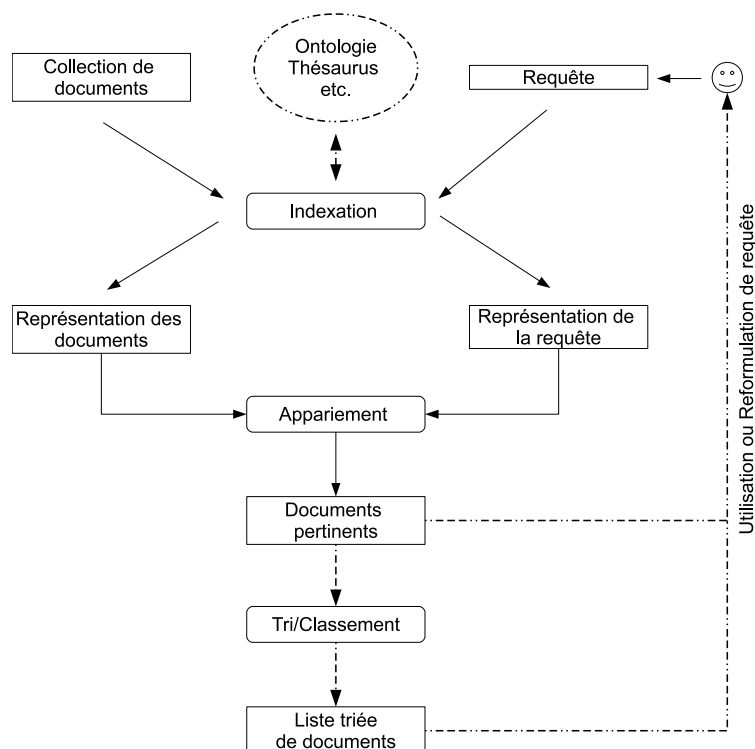 Collection de
documents
Ontologie
Thésaurus
etc.
Requête
Indexation
Représentation des
documents
Représentation de
la requête
Appariement
Documents
pertinents
Tri/Classement
Liste triée
de documents
Utilisation ou Reformulation de requête